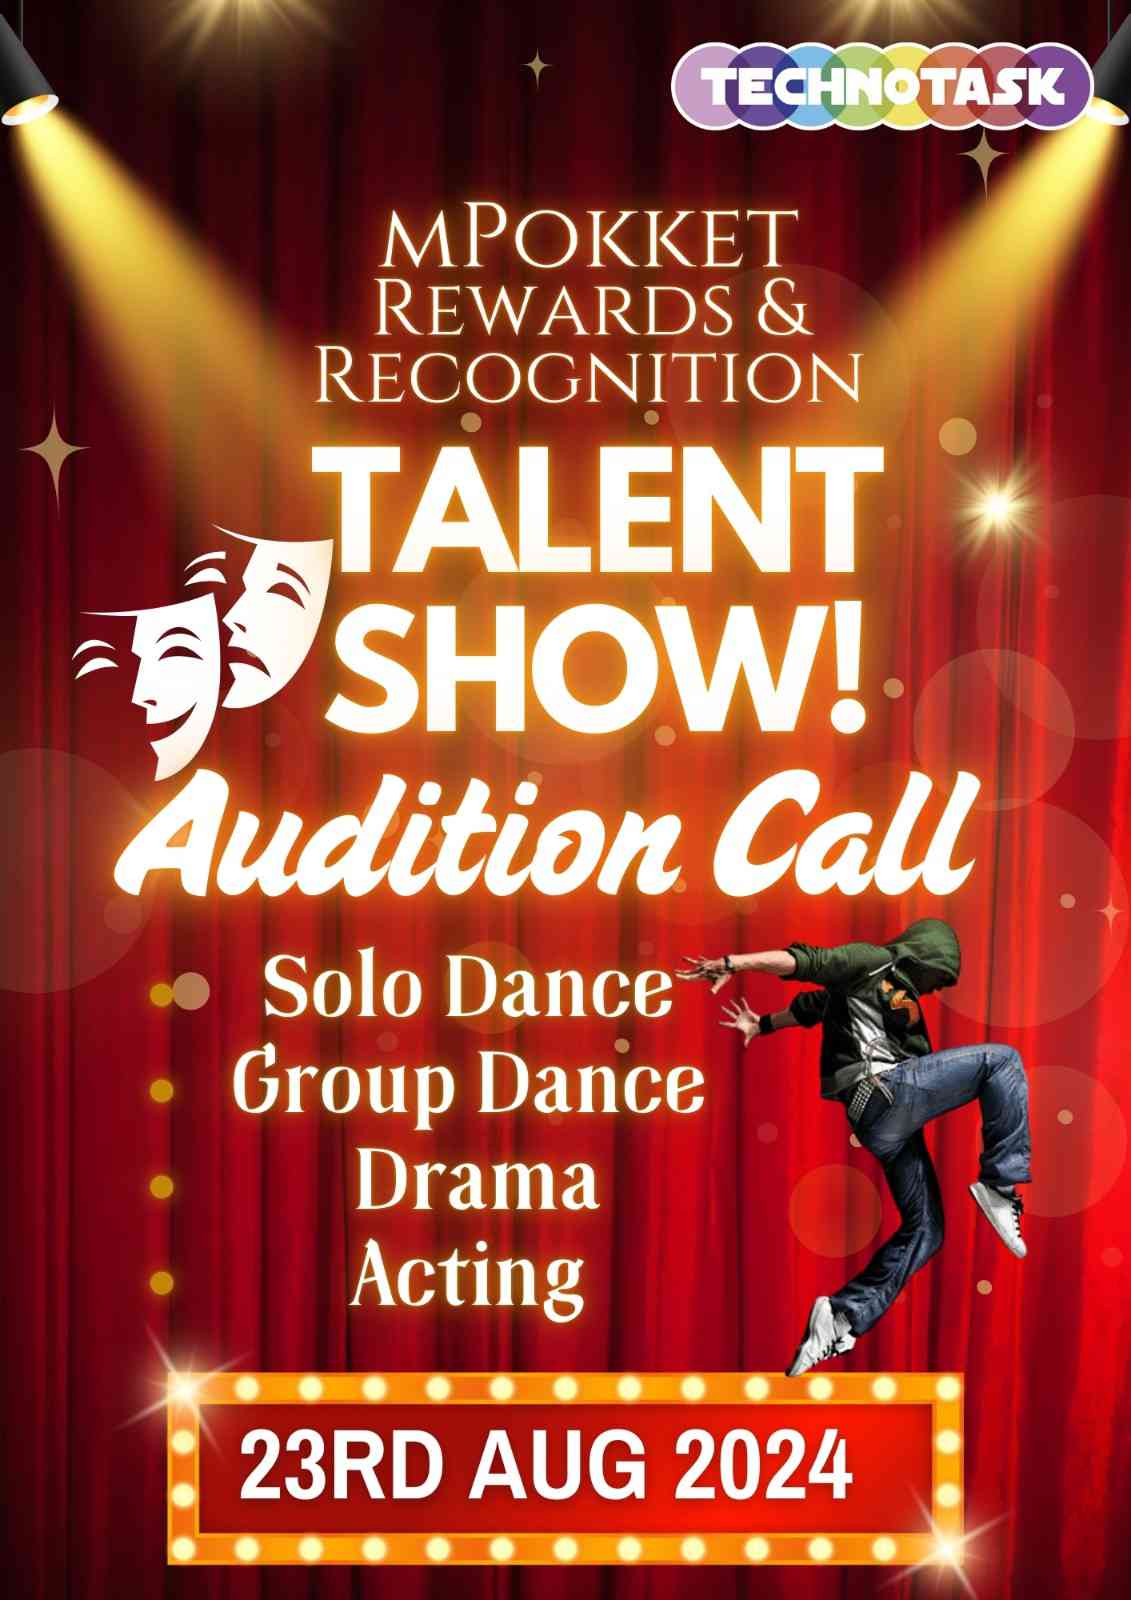 TECHNOTASK
mPokket
Rewards &
Recognition
TALENT
SHOW!
Audition Call
Solo Dance
Group Dance
Drama
Acting
23RD AUG 2024